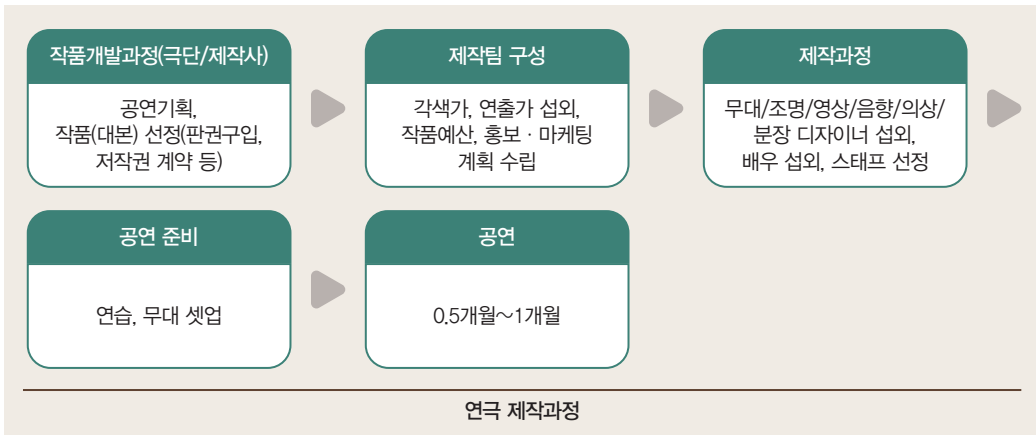 작품개발과정(극단/제작사)
공연기획,
작품(대본) 선정(판권구입,
저작권 계약 등)
제작팀 구성
각색가, 연출가 섭외,
작품예산, 홍보 · 마케팅
계획 수립
제작과정
무대/조명/영상/음향/의상/
분장 디자이너 섭외,
배우 섭외, 스태프 선정
공연 준비
연습, 무대 셋업
공연
0.5개월~1개월
연극 제작과정